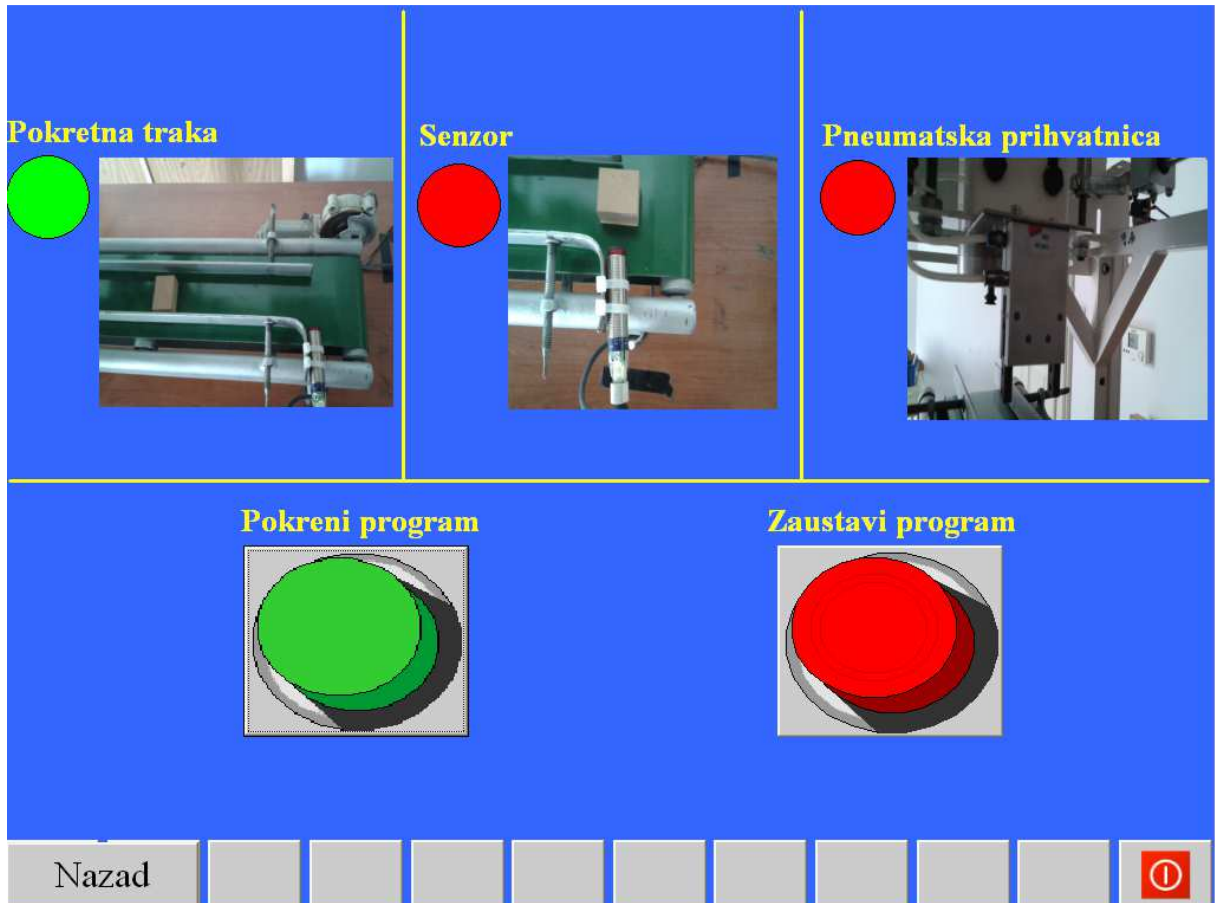 Pokretna traka
Senzor
Pneumatska prihvatnica
Pokreni program
Zaustavi program
Nazad